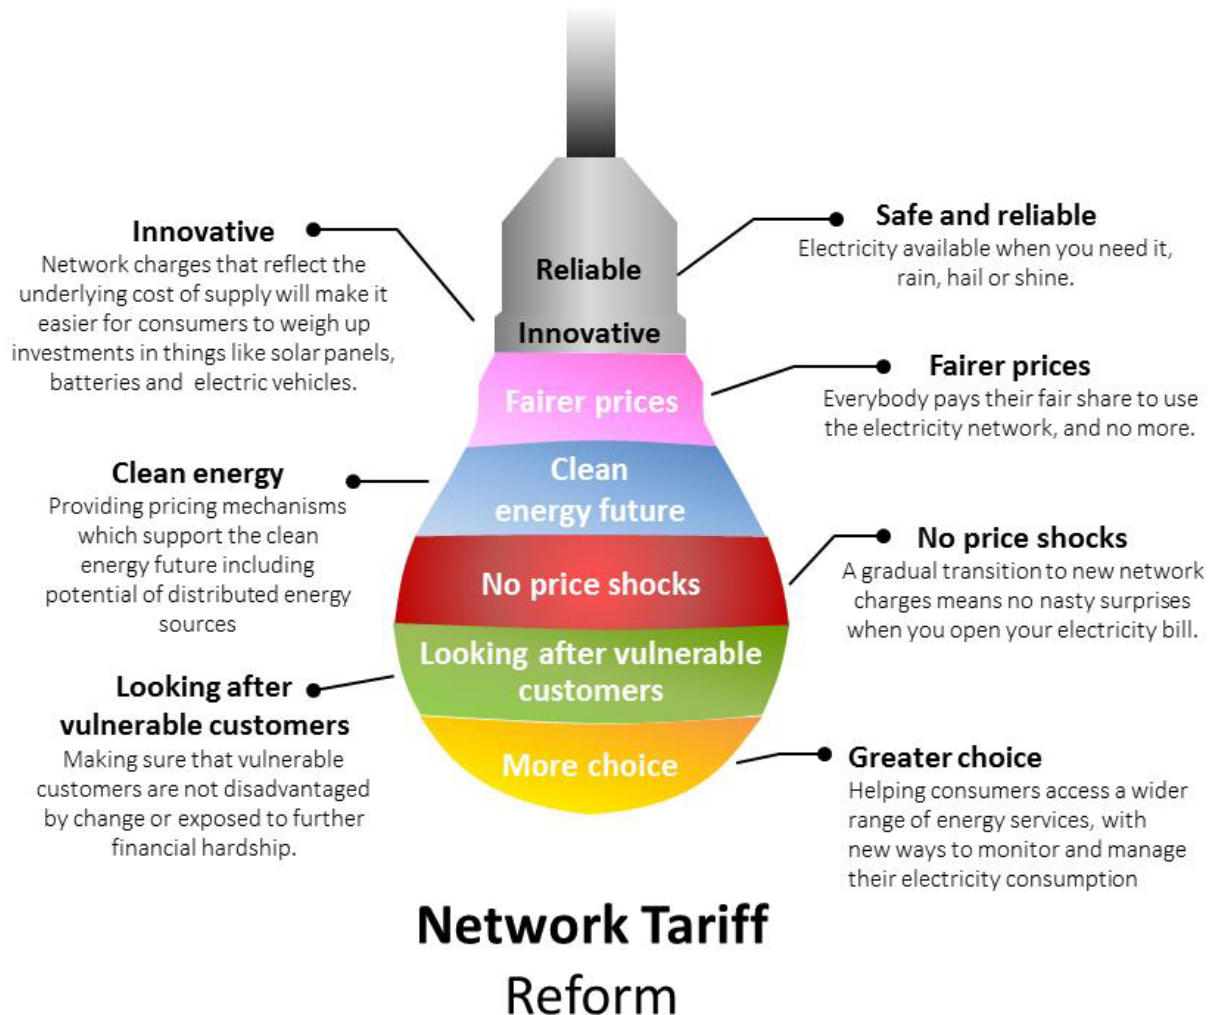 Innovative
Network charges that reflect the
underlying cost of supply will make it
easier for consumers to weigh up
investments in things like solar panels,
batteries and electric vehicles.
Clean energy
Providing pricing mechanisms
which support the clean
energy future including
potential of distributed energy
sources
Looking after
vulnerable customers
Making sure that vulnerable
customers are not disadvantaged
by change or exposed to further
financial hardship.
Reliable
Innovative
Fairer prices
Clean
energy future
No price shocks
Looking after vulnerable
customers
More choice
Safe and reliable
Electricity available when you need it,
rain, hail or shine.
Fairer prices
Everybody pays their fair share to use
the electricity network, and no more.
No price shocks
A gradual transition to new network
charges means no nasty surprises
when you open your electricity bill.
Greater choice
Helping consumers access a wider
range of energy services, with
new ways to monitor and manage
their electricity consumption
Network Tariff
Reform